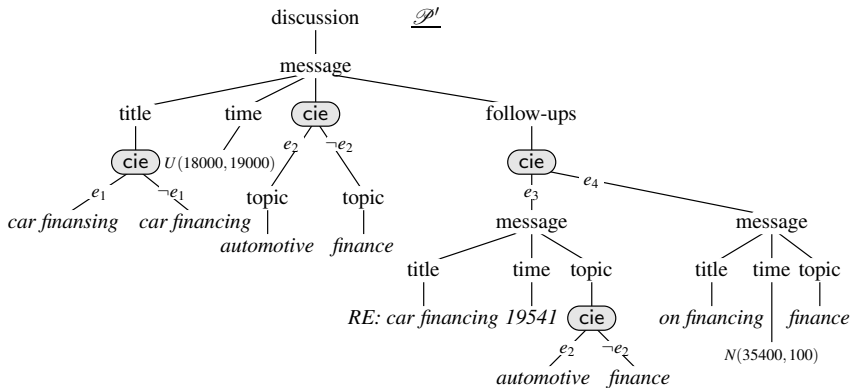 discussion 𝒫′
message
title time cie follow-ups
cie U(18000,19000) e₂ ¬e₂ cie
e₁ ¬e₁ e₃ e₄
car finansing car financing topic topic message message
automotive finance
title time topic title time topic
RE: car financing 19541 cie on financing finance
e₂ ¬e₂ N(35400,100)
automotive finance